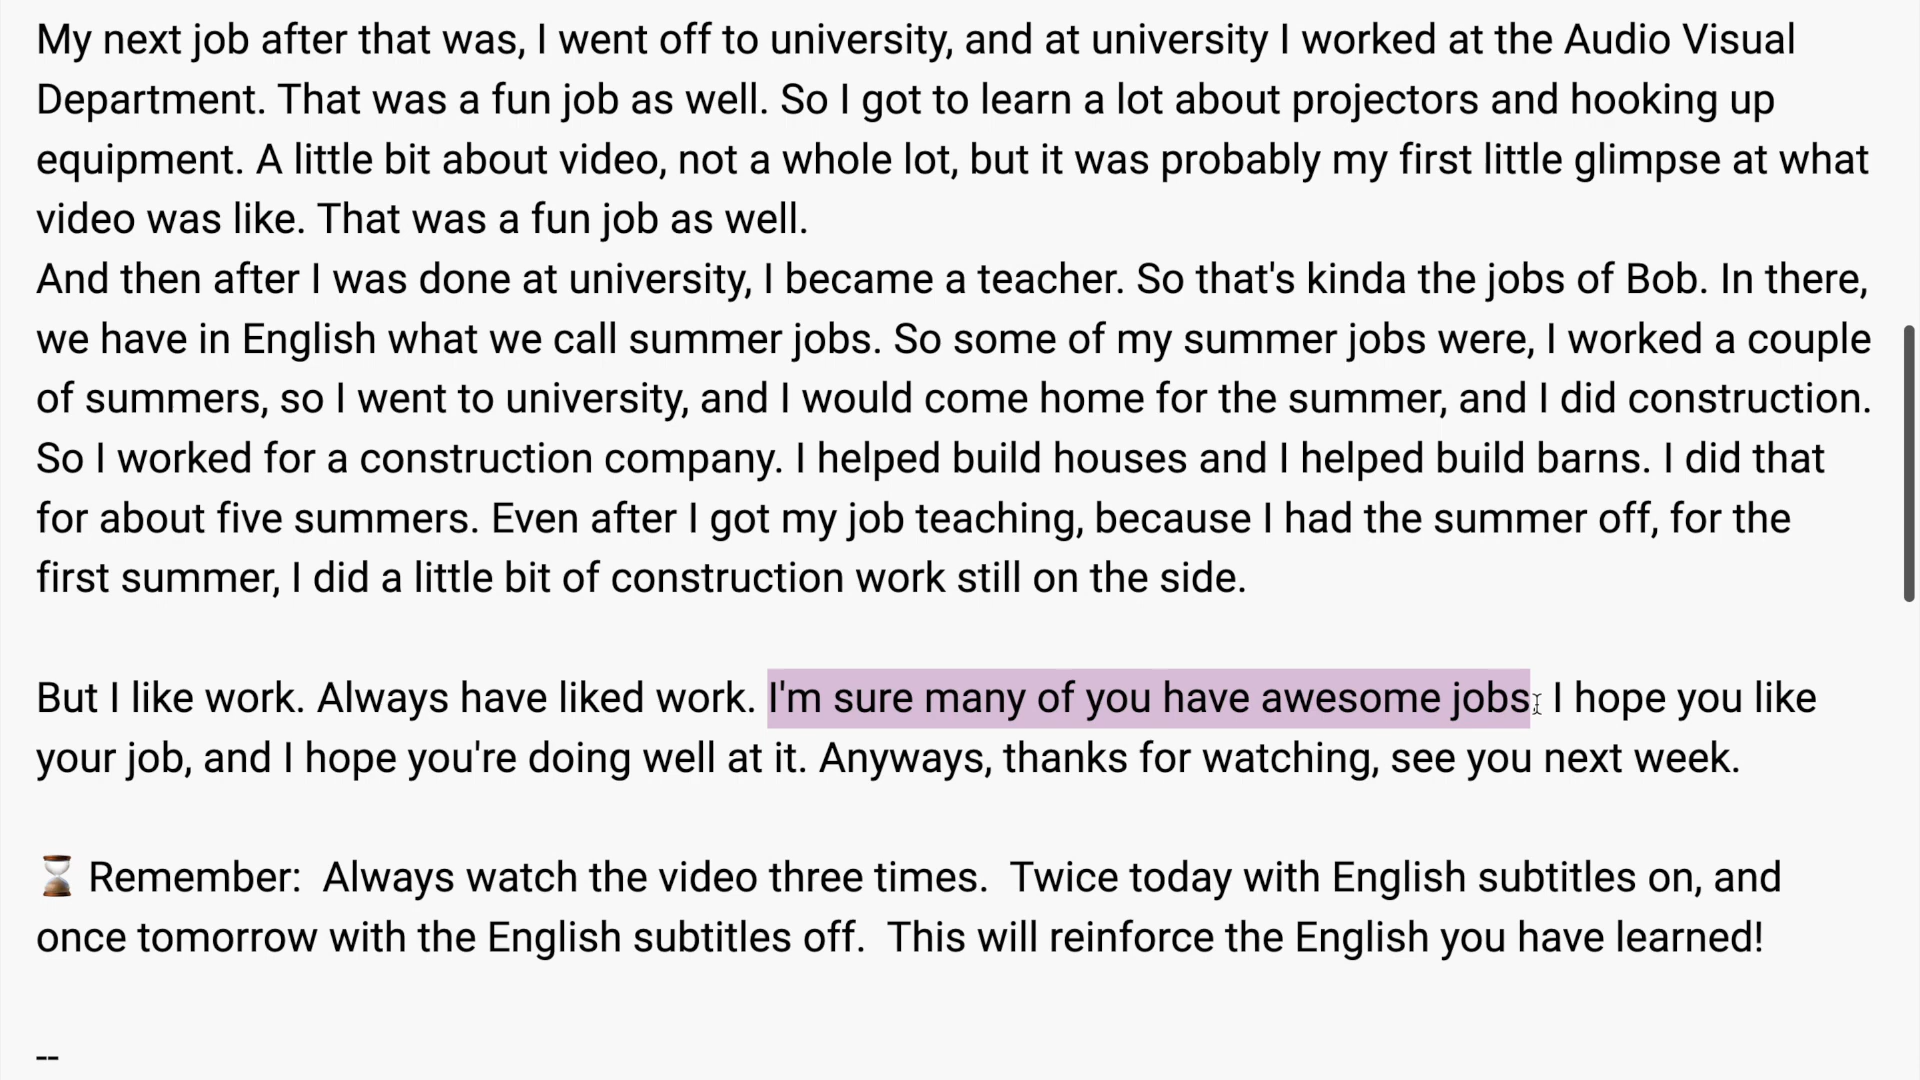 My next job after that was, I went off to university, and at university I worked at the Audio Visual
Department. That was a fun job as well. So I got to learn a lot about projectors and hooking up
equipment. A little bit about video, not a whole lot, but it was probably my first little glimpse at what
video was like. That was a fun job as well.
And then after I was done at university, I became a teacher. So that's kinda the jobs of Bob. In there,
we have in English what we call summer jobs. So some of my summer jobs were, I worked a couple
of summers, so I went to university, and I would come home for the summer, and I did construction.
So I worked for a construction company. I helped build houses and I helped build barns. I did that
for about five summers. Even after I got my job teaching, because I had the summer off, for the
first summer, I did a little bit of construction work still on the side.
But I like work. Always have liked work. I'm sure many of you have awesome jobs. I hope you like
your job, and I hope you're doing well at it. Anyways, thanks for watching, see you next week.
⌛ Remember:  Always watch the video three times.  Twice today with English subtitles on, and
once tomorrow with the English subtitles off.  This will reinforce the English you have learned!
--